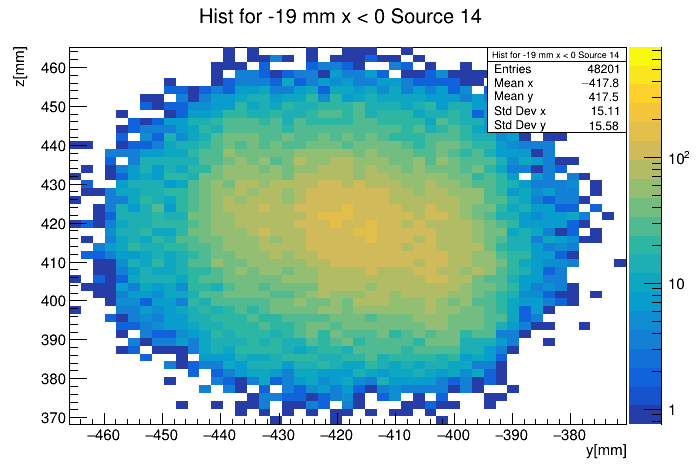 Hist for -19 mm x < 0 Source 14
z[mm]
Hist for -19 mm x < 0 Source 14
Entries 48201
Mean x −417.8
Mean y 417.5
Std Dev x 15.11
Std Dev y 15.58
460
450
440
430
420
410
400
390
380
370
10²
10
1
−460 −450 −440 −430 −420 −410 −400 −390 −380
y[mm]